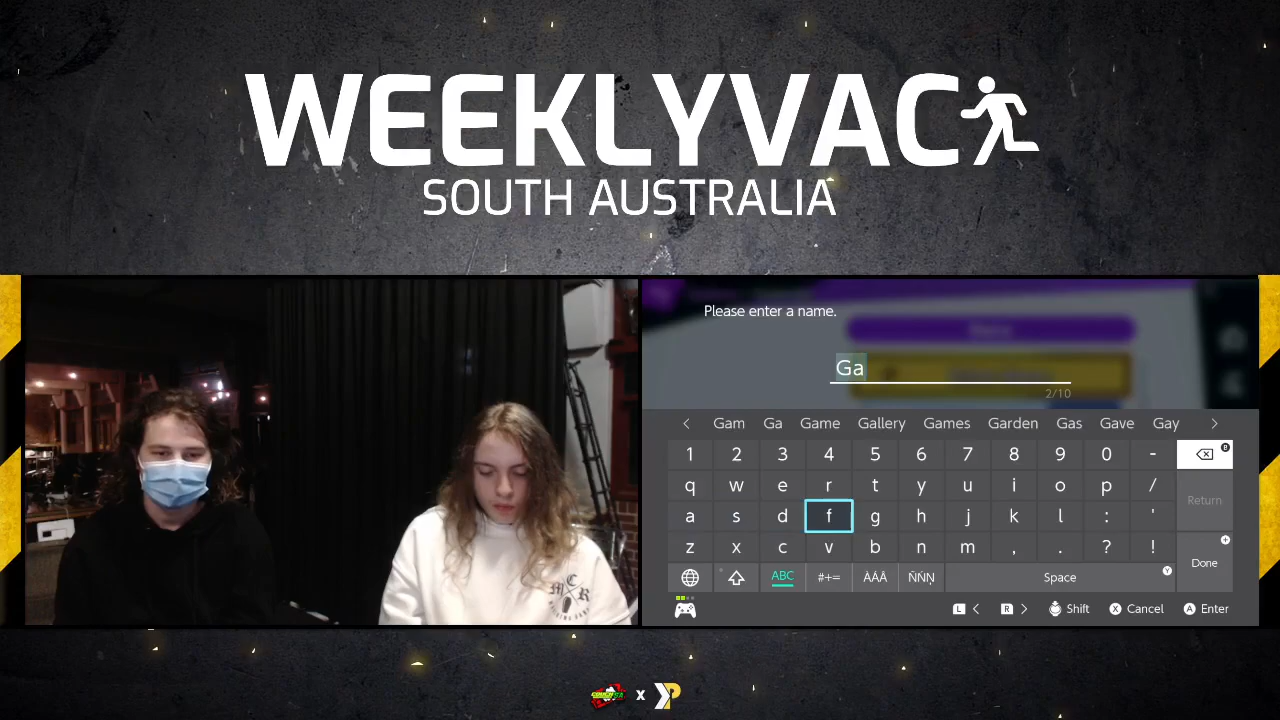 WEEKLYVAC
SOUTH AUSTRALIA
Please enter a name.
Ga
2/10
< Gam Ga Game Gallery Games Garden Gas Gave Gay >
1 2 3 4 5 6 7 8 9 0 -
q w e r t y u i o p / Return
a s d f g h j k l : '
z x c v b n m , . ? ! Done
ABC #+= ÀÁÂ ÑŃŅ Space Y
L < R > Shift X Cancel A Enter
M C R
x YP